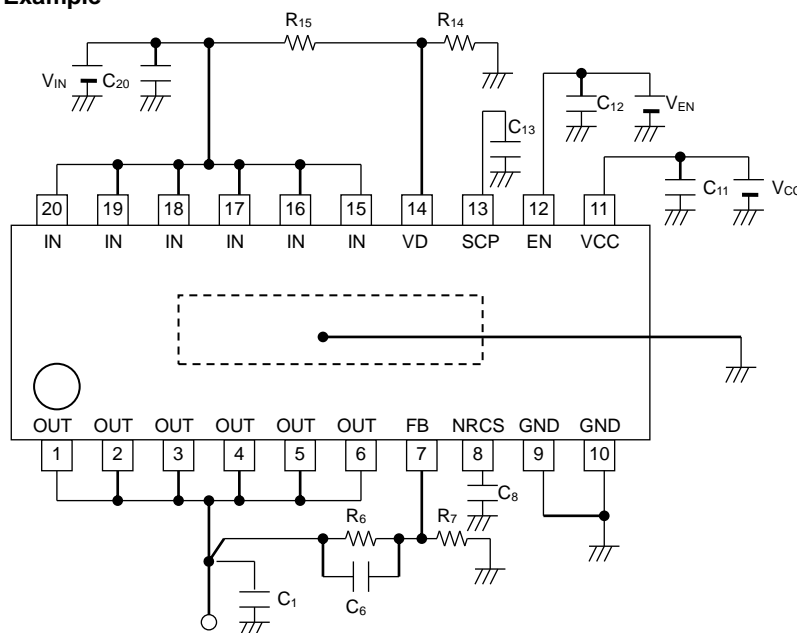 Example
R15
R14
VIN
C20
C13
C12
VEN
C11
VCC
20
19
18
17
16
15
14
13
12
11
IN
IN
IN
IN
IN
IN
VD
SCP
EN
VCC
OUT
OUT
OUT
OUT
OUT
OUT
FB
NRCS
GND
GND
1
2
3
4
5
6
7
8
9
10
C8
R6
R7
C1
C6